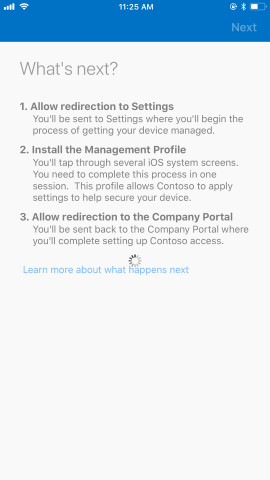 11:25 AM
Next
What's next?
1. Allow redirection to Settings
You'll be sent to Settings where you'll begin the
process of getting your device managed.
2. Install the Management Profile
You'll tap through several iOS system screens.
You need to complete this process in one
session. This profile allows Contoso to apply
settings to help secure your device.
3. Allow redirection to the Company Portal
You'll be sent back to the Company Portal where
you'll complete setting up Contoso access.
Learn more about what happens next